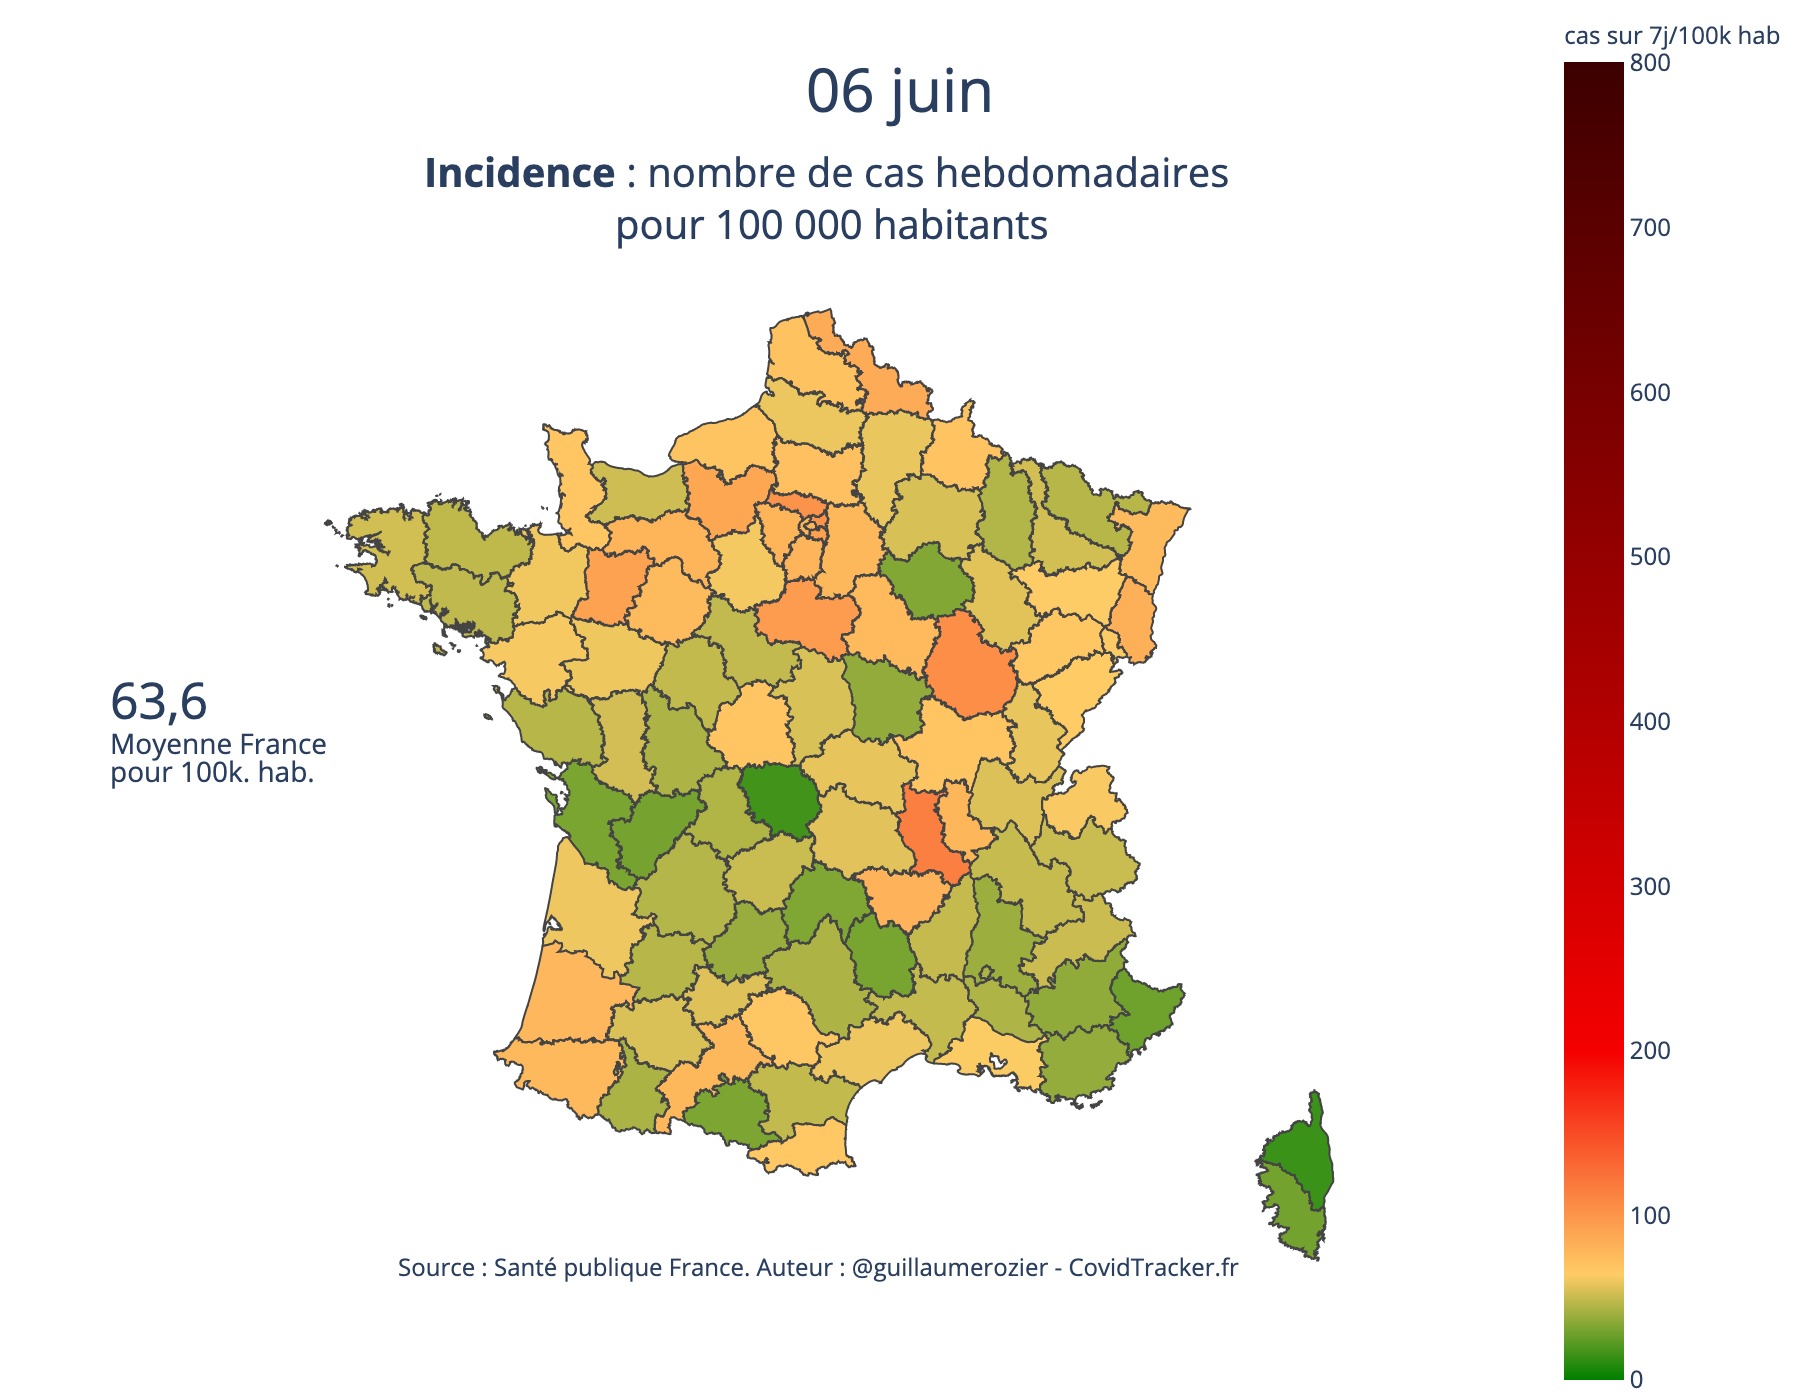 cas sur 7j/100k hab
06 juin
Incidence : nombre de cas hebdomadaires
pour 100 000 habitants
800
700
600
500
400
300
200
100
0
63,6
Moyenne France
pour 100k. hab.
Source : Santé publique France. Auteur : @guillaumerozier - CovidTracker.fr